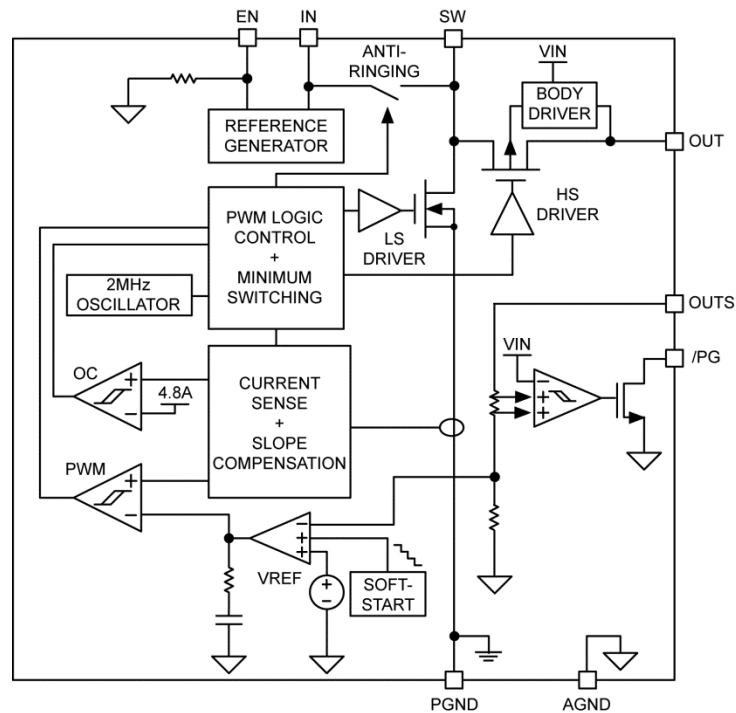 EN
IN
SW
ANTI-
RINGING
VIN
BODY
DRIVER
REFERENCE
GENERATOR
OUT
HS
DRIVER
PWM LOGIC
CONTROL
+
MINIMUM
SWITCHING
LS
DRIVER
2MHz
OSCILLATOR
OUTS
VIN
/PG
OC
+
4.8A
−
CURRENT
SENSE
+
SLOPE
COMPENSATION
−
+
+
PWM
+
−
−
+
+
VREF
+
−
SOFT-
START
PGND
AGND